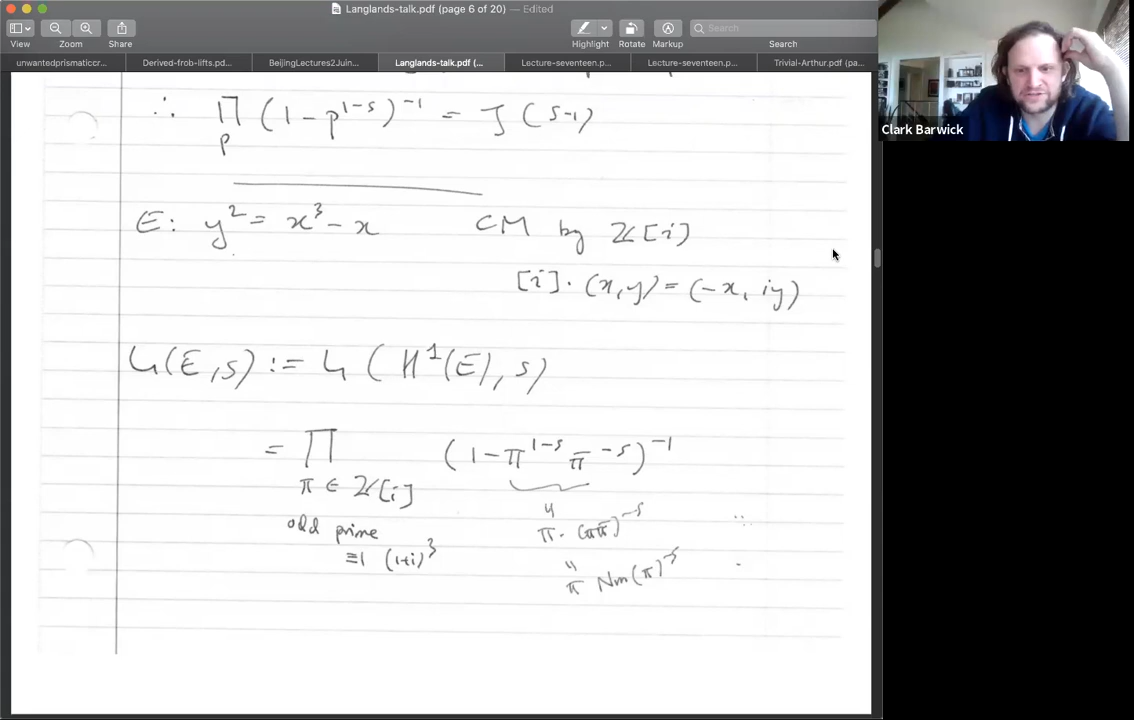 Langlands-talk.pdf (page 6 of 20) — Edited
View Zoom Share Highlight Rotate Markup Search
Search
unwantedprismaticcr... Derived-frob-lifts.pd... BeijingLectures2Juin... Langlands-talk.pdf (... Lecture-seventeen.p... Lecture-seventeen.p... Trivial-Arthur.pdf (pa...
Clark Barwick
∴ ∏ (1 - p^{1-s})^{-1} = ζ(s-1)
p
E: y² = x³ - x CM by ℤ[i]
[i]. (x,y) = (-x, iy)
L(E,s) := L(H¹(E), s)
= ∏ (1 - π^{1-s} π̄^{-s})^{-1}
π ∈ ℤ[i]
odd prime
≡1 (1+i)³
π. (ππ̄)^{-s}
π Nm(π)^{-s}